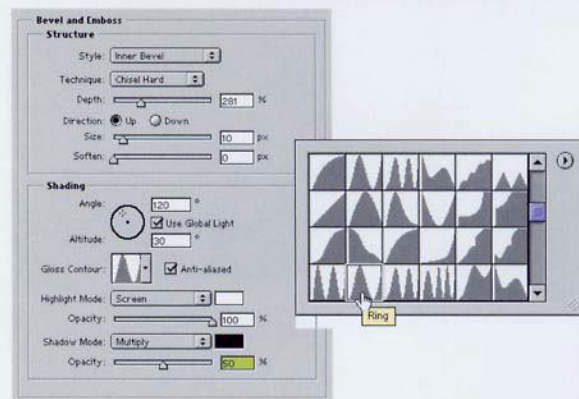 Bevel and Emboss
Structure
Style: Inner Bevel
Technique: Chisel Hard
Depth: 281 %
Direction: Up Down
Size: 10 px
Soften: 0 px
Shading
Angle: 120 °
Use Global Light
Altitude: 30 °
Gloss Contour: Anti-aliased
Highlight Mode: Screen
Opacity: 100 %
Shadow Mode: Multiply
Opacity: 50 %
Ring